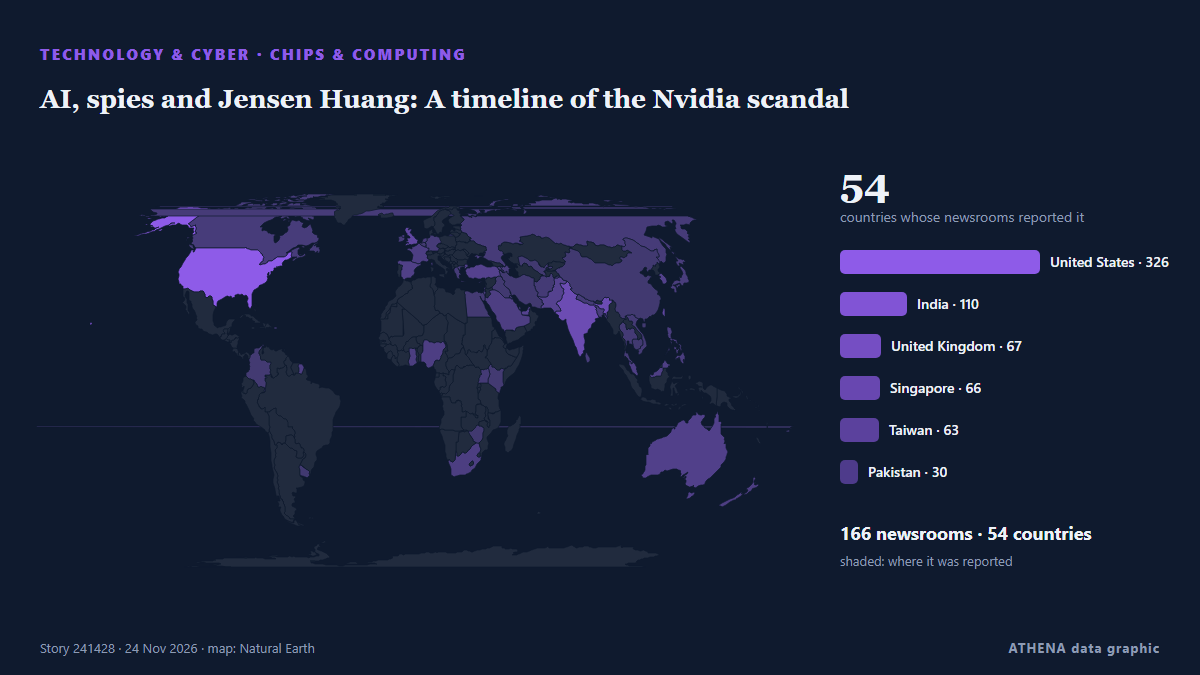 TECHNOLOGY & CYBER · CHIPS & COMPUTING
AI, spies and Jensen Huang: A timeline of the Nvidia scandal
54
countries whose newsrooms reported it
United States · 326
India · 110
United Kingdom · 67
Singapore · 66
Taiwan · 63
Pakistan · 30
166 newsrooms · 54 countries
shaded: where it was reported
Story 241428 · 24 Nov 2026 · map: Natural Earth
ATHENA data graphic